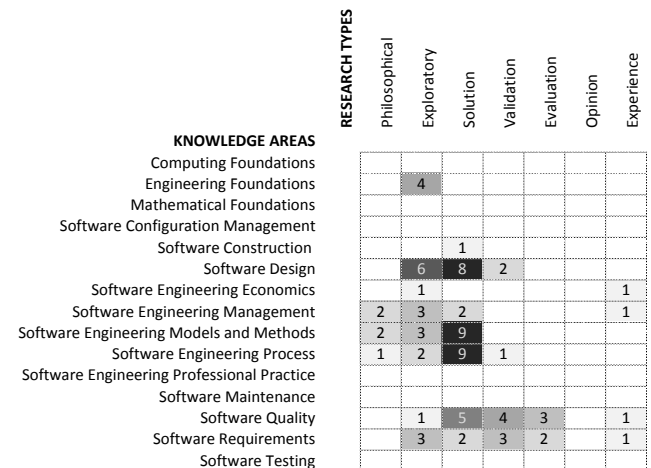 RESEARCH TYPES
Philosophical
Exploratory
Solution
Validation
Evaluation
Opinion
Experience
KNOWLEDGE AREAS
Computing Foundations
Engineering Foundations 4
Mathematical Foundations
Software Configuration Management
Software Construction 1
Software Design 6 8 2
Software Engineering Economics 1 1
Software Engineering Management 2 3 2 1
Software Engineering Models and Methods 2 3 9
Software Engineering Process 1 2 9 1
Software Engineering Professional Practice
Software Maintenance
Software Quality 1 5 4 3 1
Software Requirements 3 2 3 2 1
Software Testing